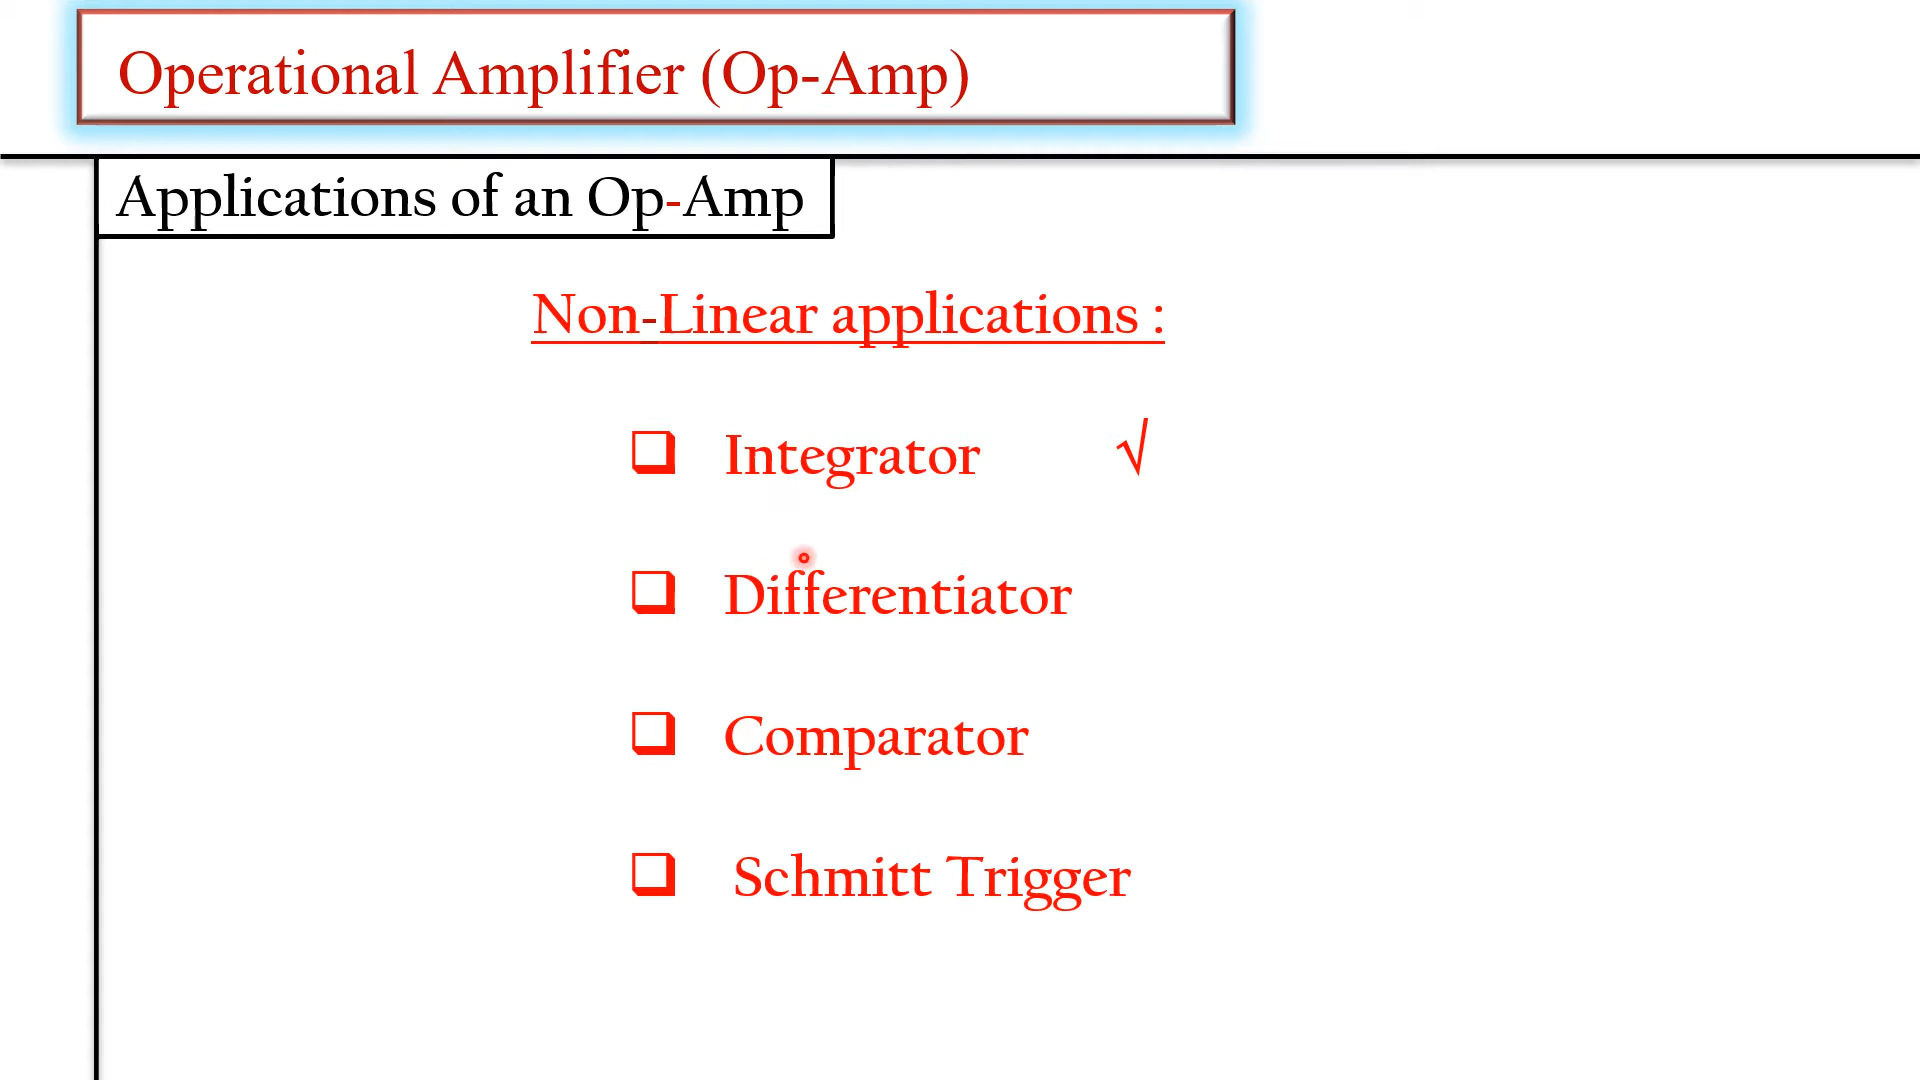 Operational Amplifier (Op-Amp)
Applications of an Op-Amp
Non-Linear applications :
❑ Integrator √
❑ Differentiator
❑ Comparator
❑ Schmitt Trigger